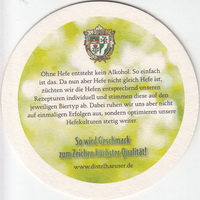 Ohne Hefe entsteht kein Alkohol. So einfach
ist das. Da nun aber Hefe nicht gleich Hefe ist,
züchten wir die Hefen entsprechend unseren
Rezepturen individuell und stimmen diese auf den
jeweiligen Biertyp ab. Dabei ruhen wir uns aber nicht
auf einmaligen Erfolgen aus, sondern optimieren unsere
Hefekulturen stetig weiter.
So wird Geschmack
zum Zeichen höchster Qualität!
www.distelhaeuser.de